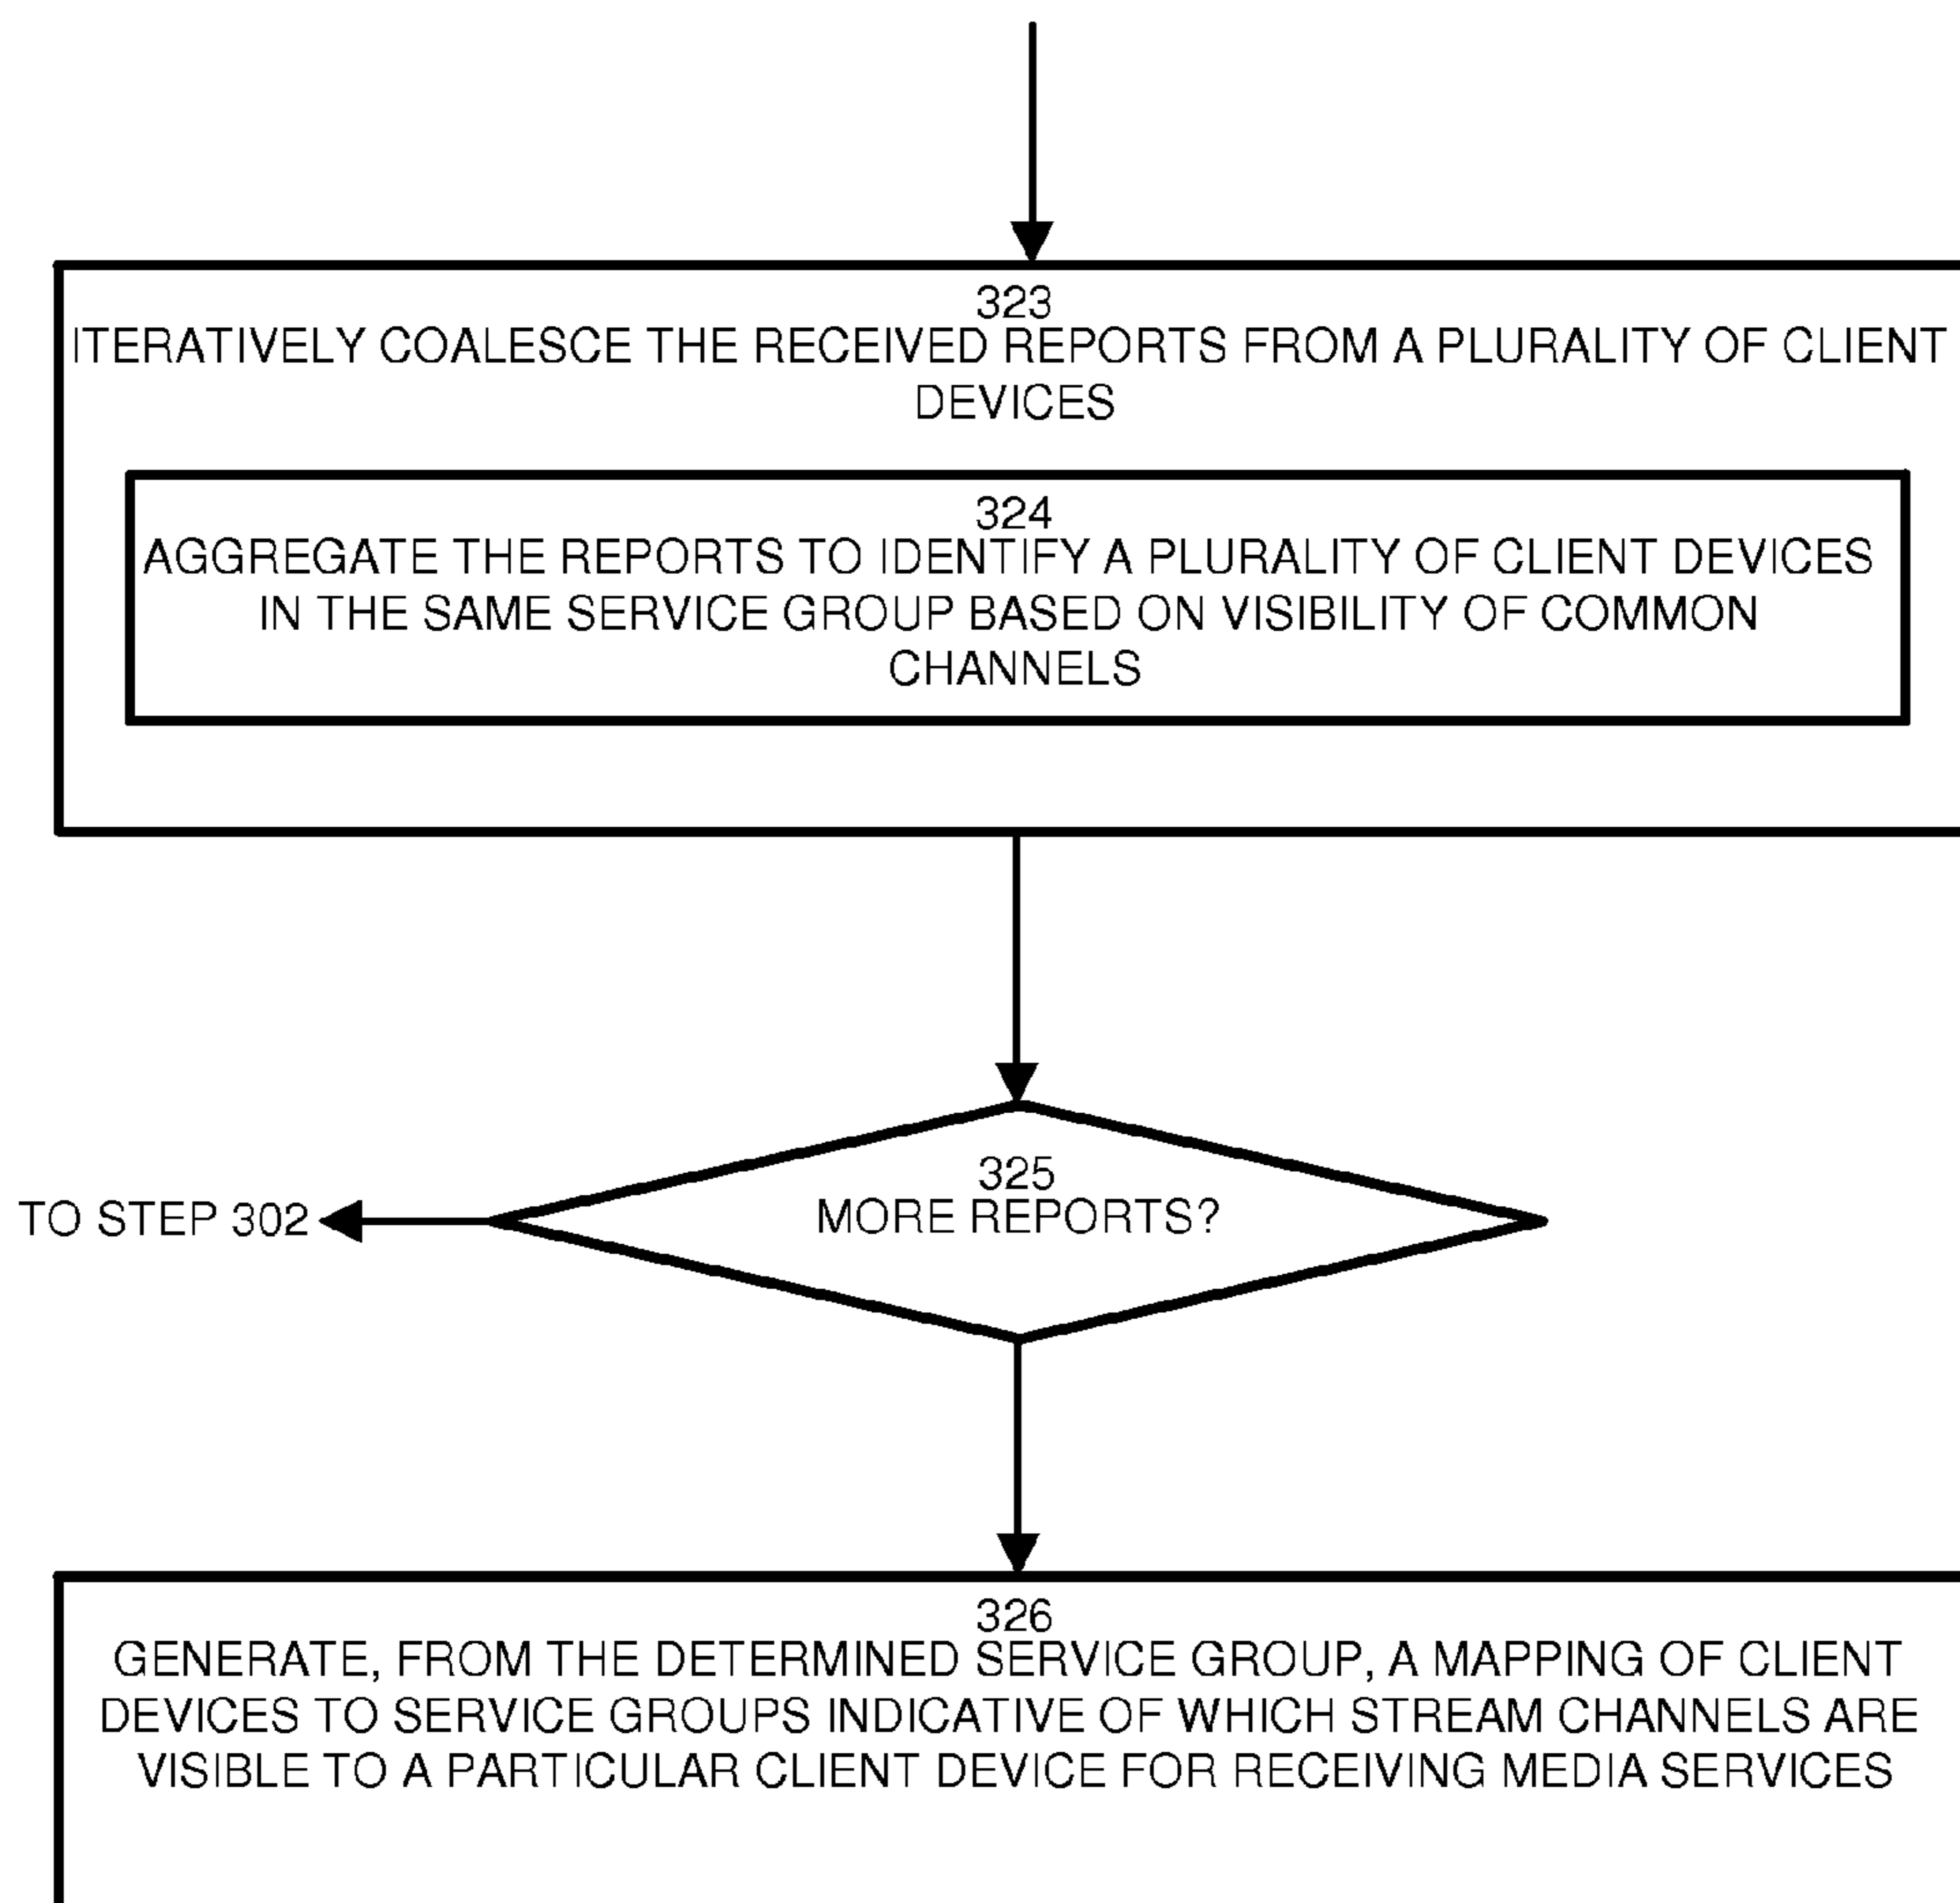 323
ITERATIVELY COALESCE THE RECEIVED REPORTS FROM A PLURALITY OF CLIENT
DEVICES
324
AGGREGATE THE REPORTS TO IDENTIFY A PLURALITY OF CLIENT DEVICES
IN THE SAME SERVICE GROUP BASED ON VISIBILITY OF COMMON
CHANNELS
325
MORE REPORTS?
TO STEP 302
326
GENERATE, FROM THE DETERMINED SERVICE GROUP, A MAPPING OF CLIENT
DEVICES TO SERVICE GROUPS INDICATIVE OF WHICH STREAM CHANNELS ARE
VISIBLE TO A PARTICULAR CLIENT DEVICE FOR RECEIVING MEDIA SERVICES